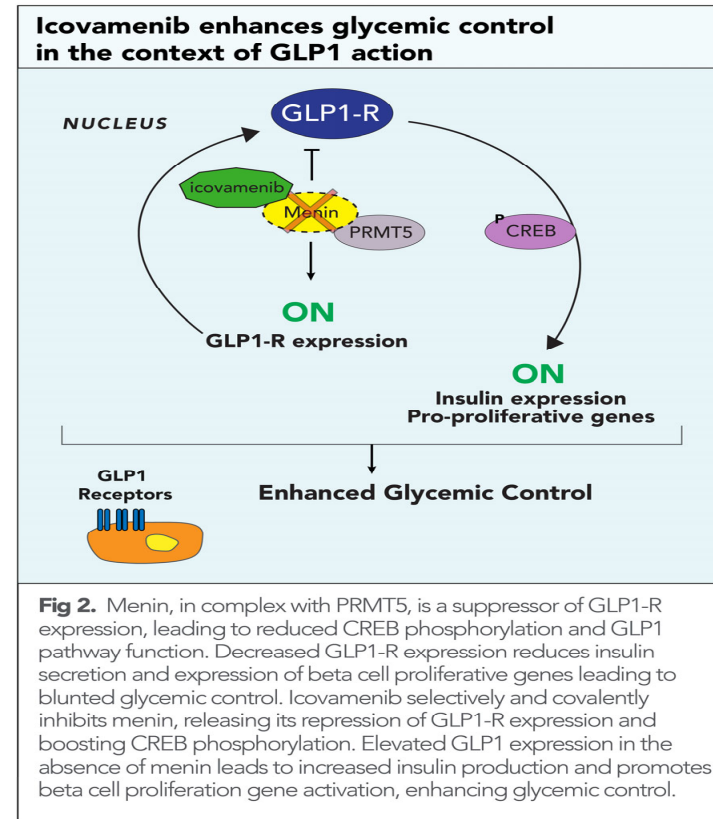 Icovamenib enhances glycemic control
in the context of GLP1 action
NUCLEUS
GLP1-R
icovamenib
Menin
PRMT5
P
CREB
ON
GLP1-R expression
ON
Insulin expression
Pro-proliferative genes
GLP1
Receptors
Enhanced Glycemic Control
Fig 2. Menin, in complex with PRMT5, is a suppressor of GLP1-R
expression, leading to reduced CREB phosphorylation and GLP1
pathway function. Decreased GLP1-R expression reduces insulin
secretion and expression of beta cell proliferative genes leading to
blunted glycemic control. Icovamenib selectively and covalently
inhibits menin, releasing its repression of GLP1-R expression and
boosting CREB phosphorylation. Elevated GLP1 expression in the
absence of menin leads to increased insulin production and promotes
beta cell proliferation gene activation, enhancing glycemic control.